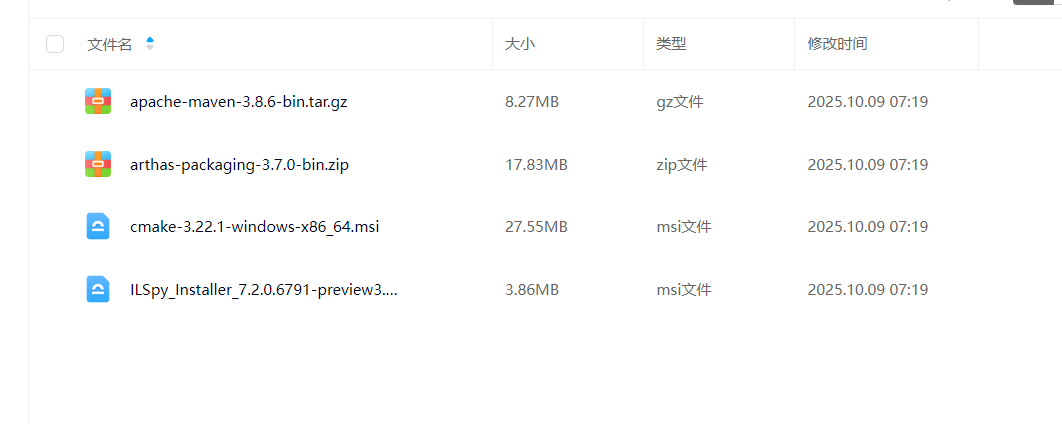 文件名 大小 类型 修改时间
apache-maven-3.8.6-bin.tar.gz 8.27MB gz文件 2025.10.09 07:19
arthas-packaging-3.7.0-bin.zip 17.83MB zip文件 2025.10.09 07:19
cmake-3.22.1-windows-x86_64.msi 27.55MB msi文件 2025.10.09 07:19
ILSpy_Installer_7.2.0.6791-preview3.... 3.86MB msi文件 2025.10.09 07:19